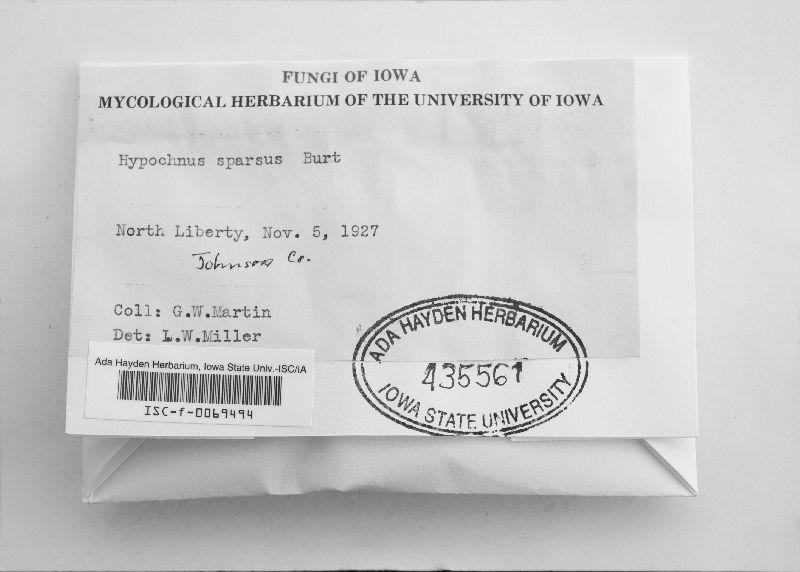 FUNGI OF IOWA
MYCOLOGICAL HERBARIUM OF THE UNIVERSITY OF IOWA
Hypochnus sparsus Burt
North Liberty, Nov. 5, 1927
Johnson Co.
Coll: G.W.Martin
Det: L.W.Miller
Ada Hayden Herbarium, Iowa State Univ.-ISC/IA
ISC-f-0069494
ADA HAYDEN HERBARIUM
435561
IOWA STATE UNIVERSITY